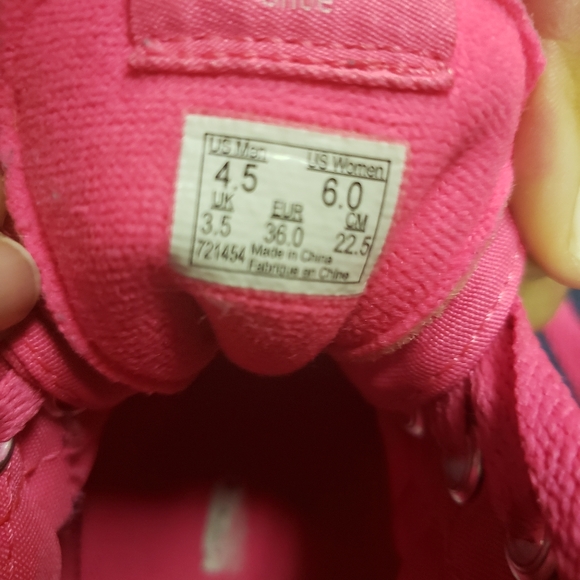 US Men US Women
4.5 6.0
UK EUR CM
3.5 36.0 22.5
721454 Made in China
Fabriqué en Chine